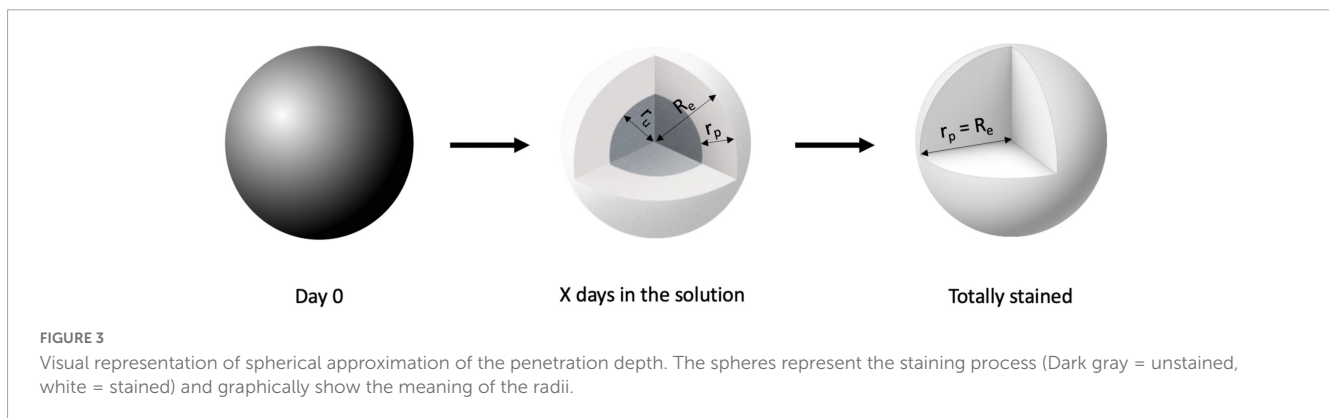 r_u
R_e
r_p
r_p = R_e
Day 0
X days in the solution
Totally stained
FIGURE 3
Visual representation of spherical approximation of the penetration depth. The spheres represent the staining process (Dark gray = unstained,
white = stained) and graphically show the meaning of the radii.